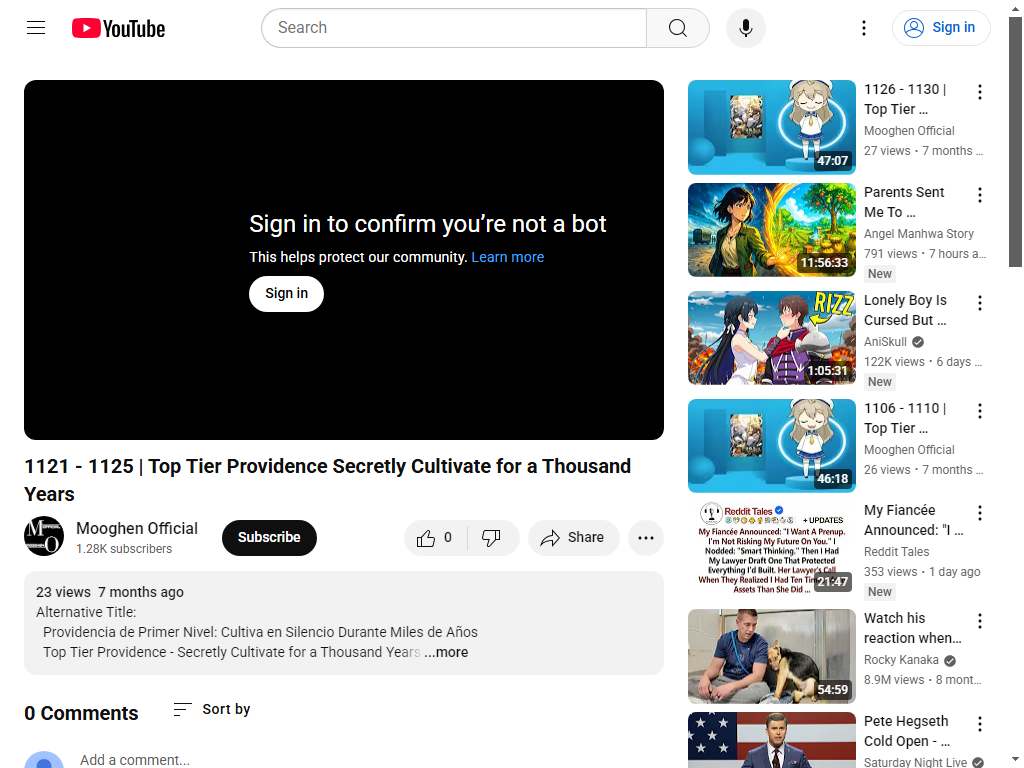 YouTube
Search
Sign in
Sign in to confirm you're not a bot
This helps protect our community. Learn more
Sign in
1121 - 1125 | Top Tier Providence Secretly Cultivate for a Thousand
Years
Mooghen Official
1.28K subscribers
Subscribe
0
Share
23 views 7 months ago
Alternative Title:
Providencia de Primer Nivel: Cultiva en Silencio Durante Miles de Años
Top Tier Providence - Secretly Cultivate for a Thousand Years ...more
0 Comments
Sort by
Add a comment...
47:07
1126 - 1130 |
Top Tier ...
Mooghen Official
27 views • 7 months ...
11:56:33
Parents Sent
Me To ...
Angel Manhwa Story
791 views • 7 hours a...
New
RIZZ
1:05:31
Lonely Boy Is
Cursed But ...
AniSkull
122K views • 6 days ...
New
46:18
1106 - 1110 |
Top Tier ...
Mooghen Official
26 views • 7 months ...
Reddit Tales
+ UPDATES
My Fiancée Announced: "I Want A Prenup.
I'm Not Risking My Future On You." I
Nodded: "Smart Thinking." Then I Had
My Lawyer Draft One That Protected
Everything I'd Built. Her Lawyer's Call
When They Realized I Had Ten
Assets Than She Did ...
21:47
My Fiancée
Announced: "I ...
Reddit Tales
353 views • 1 day ago
New
54:59
Watch his
reaction when...
Rocky Kanaka
8.9M views • 8 mont...
Pete Hegseth
Cold Open - ...
Saturday Night Live